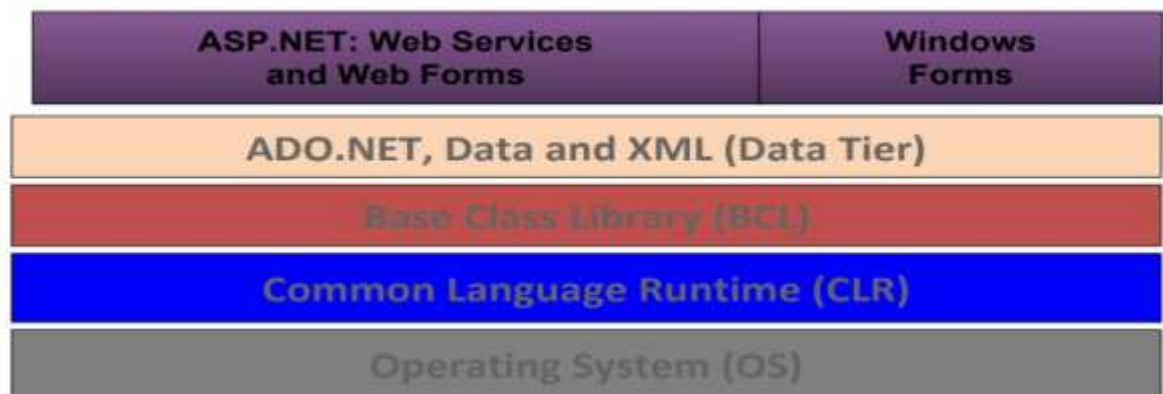 ASP.NET: Web Services
and Web Forms
Windows
Forms
ADO.NET, Data and XML (Data Tier)
Base Class Library (BCL)
Common Language Runtime (CLR)
Operating System (OS)